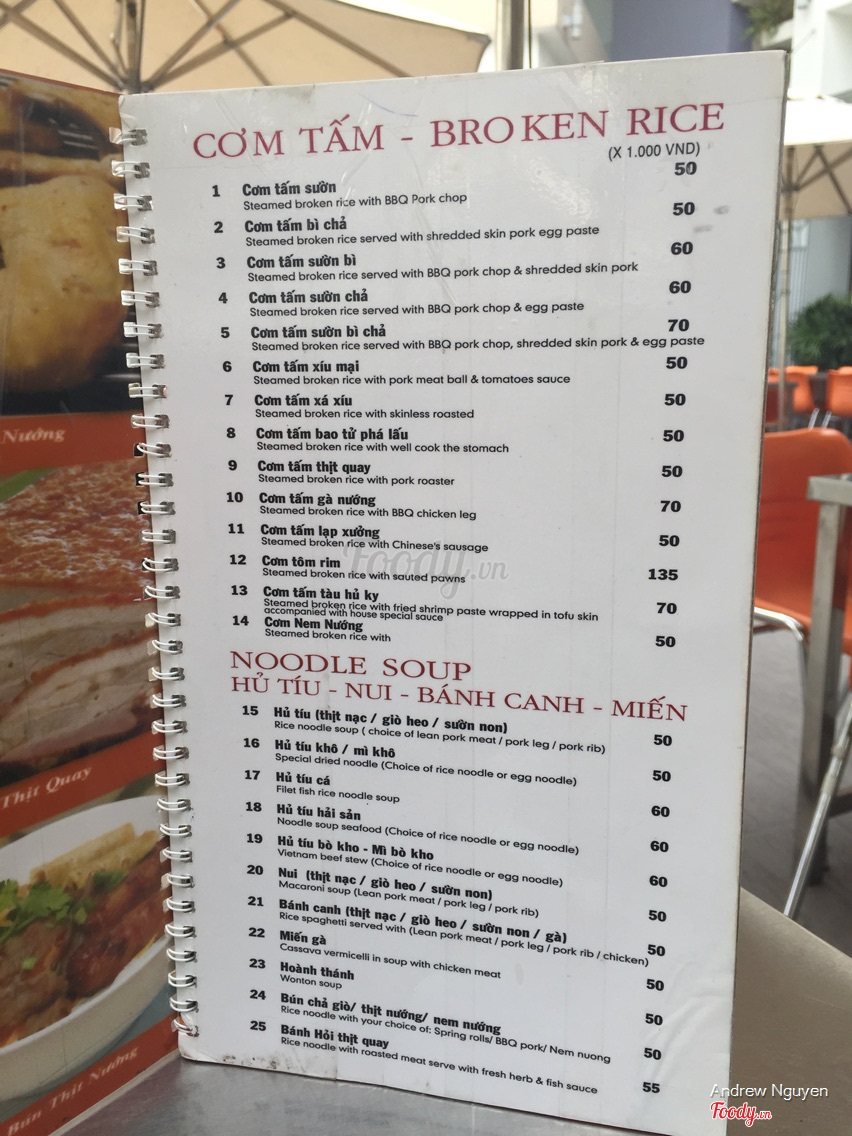 CƠM TẤM - BROKEN RICE
(X 1.000 VND)
1 Cơm tấm sườn 50
Steamed broken rice with BBQ Pork chop
2 Cơm tấm bì chả 50
Steamed broken rice served with shredded skin pork egg paste
3 Cơm tấm sườn bì 60
Steamed broken rice served with BBQ pork chop & shredded skin pork
4 Cơm tấm sườn chả 60
Steamed broken rice served with BBQ pork chop & egg paste
5 Cơm tấm sườn bì chả 70
Steamed broken rice served with BBQ pork chop, shredded skin pork & egg paste
6 Cơm tấm xíu mại 50
Steamed broken rice with pork meat ball & tomatoes sauce
7 Cơm tấm xá xíu 50
Steamed broken rice with skinless roasted
8 Cơm tấm bao tử phá lấu 50
Steamed broken rice with well cook the stomach
9 Cơm tấm thịt quay 50
Steamed broken rice with pork roaster
10 Cơm tấm gà nướng 70
Steamed broken rice with BBQ chicken leg
11 Cơm tấm lạp xưởng 50
Steamed broken rice with Chinese's sausage
12 Cơm tôm rim 135
Steamed broken rice with sauted pawns
13 Cơm tấm tàu hủ ky 70
Steamed broken rice with fried shrimp paste wrapped in tofu skin
accompanied with house special sauce
14 Cơm Nem Nướng 50
Steamed broken rice with
NOODLE SOUP
HỦ TÍU - NUI - BÁNH CANH - MIẾN
15 Hủ tíu (thịt nạc / giò heo / sườn non) 50
Rice noodle soup ( choice of lean pork meat / pork leg / pork rib)
16 Hủ tíu khô / mì khô 50
Special dried noodle (Choice of rice noodle or egg noodle)
17 Hủ tíu cá 60
Filet fish rice noodle soup
18 Hủ tíu hải sản 60
Noodle soup seafood (Choice of rice noodle or egg noodle)
19 Hủ tíu bò kho - Mì bò kho 60
Vietnam beef stew (Choice of rice noodle or egg noodle)
20 Nui (thịt nạc / giò heo / sườn non) 50
Macaroni soup (Lean pork meat / pork leg / pork rib)
21 Bánh canh (thịt nạc / giò heo / sườn non / gà) 50
Rice spaghetti served with (Lean pork meat / pork leg / pork rib / chicken)
22 Miến gà 50
Cassava vermicelli in soup with chicken meat
23 Hoành thánh 50
Wonton soup
24 Bún chả giò/ thịt nướng/ nem nướng 50
Rice noodle with your choice of: Spring rolls/ BBQ pork/ Nem nuong
25 Bánh Hỏi thịt quay 55
Rice noodle with roasted meat serve with fresh herb & fish sauce
Nướng
Thịt Quay
Bún Thịt Nướng
Foody.vn
Andrew Nguyen
Foody.vn